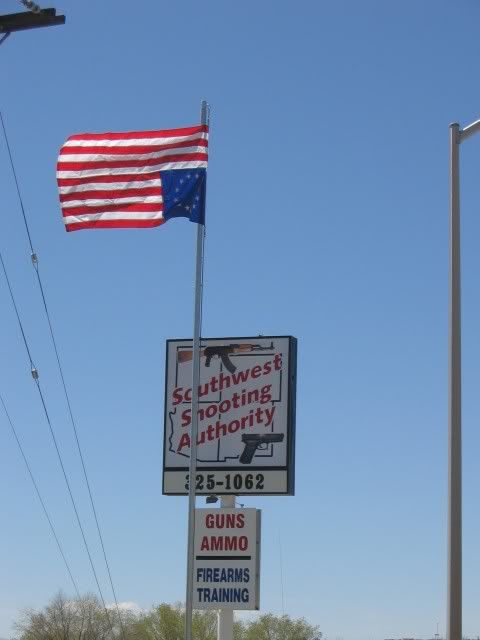 Southwest
Shooting
Authority
325-1062
GUNS
AMMO
FIREARMS
TRAINING